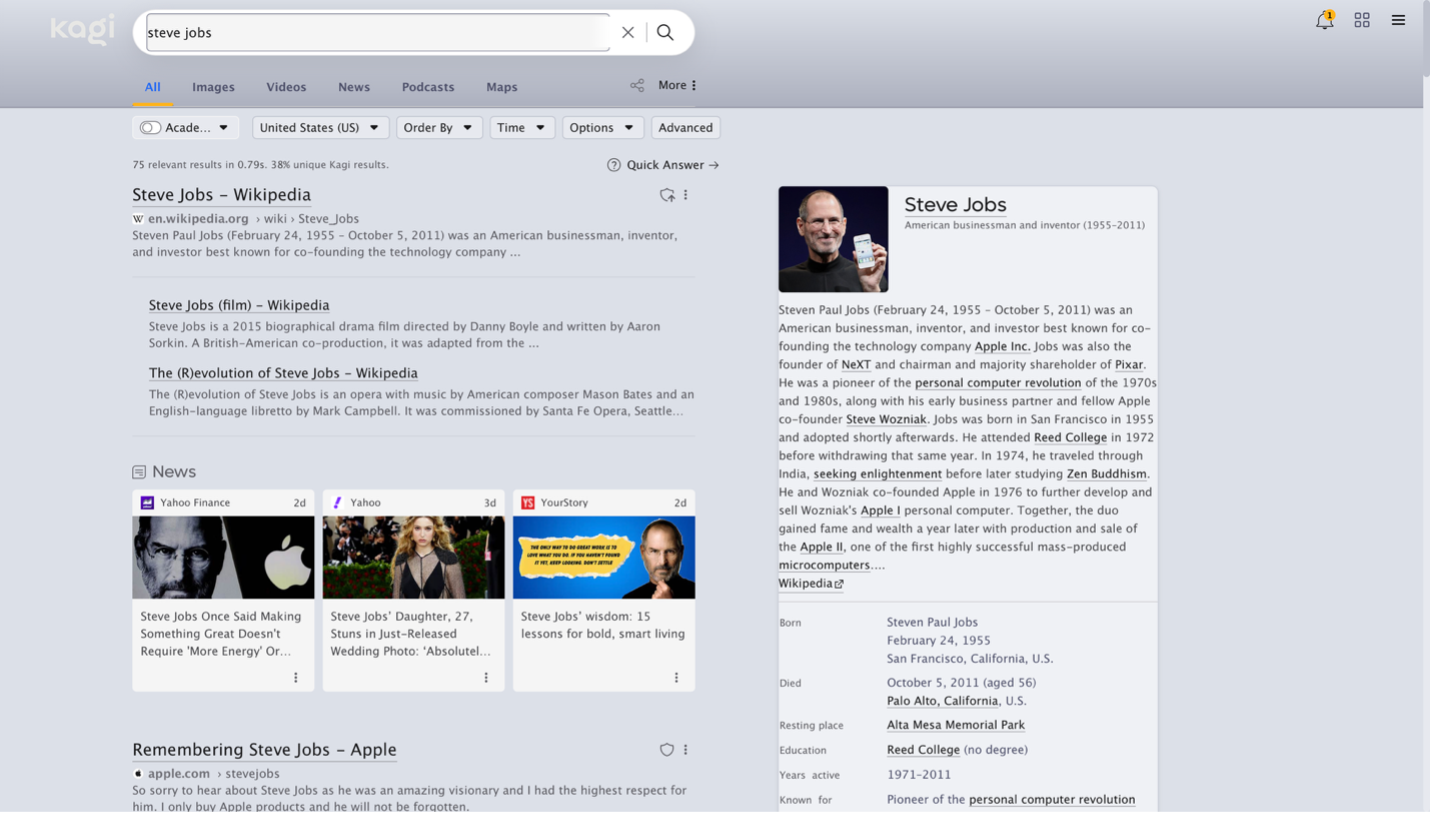 kagi
steve jobs
1
All
Images
Videos
News
Podcasts
Maps
More
Acade...
United States (US)
Order By
Time
Options
Advanced
75 relevant results in 0.79s. 38% unique Kagi results.
Quick Answer →
Steve Jobs – Wikipedia
W en.wikipedia.org › wiki › Steve_Jobs
Steven Paul Jobs (February 24, 1955 – October 5, 2011) was an American businessman, inventor,
and investor best known for co-founding the technology company ...
Steve Jobs (film) – Wikipedia
Steve Jobs is a 2015 biographical drama film directed by Danny Boyle and written by Aaron
Sorkin. A British-American co-production, it was adapted from the ...
The (R)evolution of Steve Jobs – Wikipedia
The (R)evolution of Steve Jobs is an opera with music by American composer Mason Bates and an
English-language libretto by Mark Campbell. It was commissioned by Santa Fe Opera, Seattle...
News
Yahoo Finance 2d
Steve Jobs Once Said Making
Something Great Doesn't
Require 'More Energy' Or...
Yahoo 3d
Steve Jobs' Daughter, 27,
Stuns in Just-Released
Wedding Photo: 'Absolutel...
YS YourStory 2d
THE ONLY WAY TO DO GREAT WORK IS TO
LOVE WHAT YOU DO. IF YOU HAVEN'T FOUND
IT YET, KEEP LOOKING. DON'T SETTLE
Steve Jobs' wisdom: 15
lessons for bold, smart living
Remembering Steve Jobs – Apple
apple.com › stevejobs
So sorry to hear about Steve Jobs as he was an amazing visionary and I had the highest respect for
him. I only buy Apple products and he will not be forgotten.
Steve Jobs
American businessman and inventor (1955–2011)
Steven Paul Jobs (February 24, 1955 – October 5, 2011) was an
American businessman, inventor, and investor best known for co-
founding the technology company Apple Inc. Jobs was also the
founder of NeXT and chairman and majority shareholder of Pixar.
He was a pioneer of the personal computer revolution of the 1970s
and 1980s, along with his early business partner and fellow Apple
co-founder Steve Wozniak. Jobs was born in San Francisco in 1955
and adopted shortly afterwards. He attended Reed College in 1972
before withdrawing that same year. In 1974, he traveled through
India, seeking enlightenment before later studying Zen Buddhism.
He and Wozniak co-founded Apple in 1976 to further develop and
sell Wozniak's Apple I personal computer. Together, the duo
gained fame and wealth a year later with production and sale of
the Apple II, one of the first highly successful mass-produced
microcomputers....
Wikipedia
Born Steven Paul Jobs
February 24, 1955
San Francisco, California, U.S.
Died October 5, 2011 (aged 56)
Palo Alto, California, U.S.
Resting place Alta Mesa Memorial Park
Education Reed College (no degree)
Years active 1971–2011
Known for Pioneer of the personal computer revolution